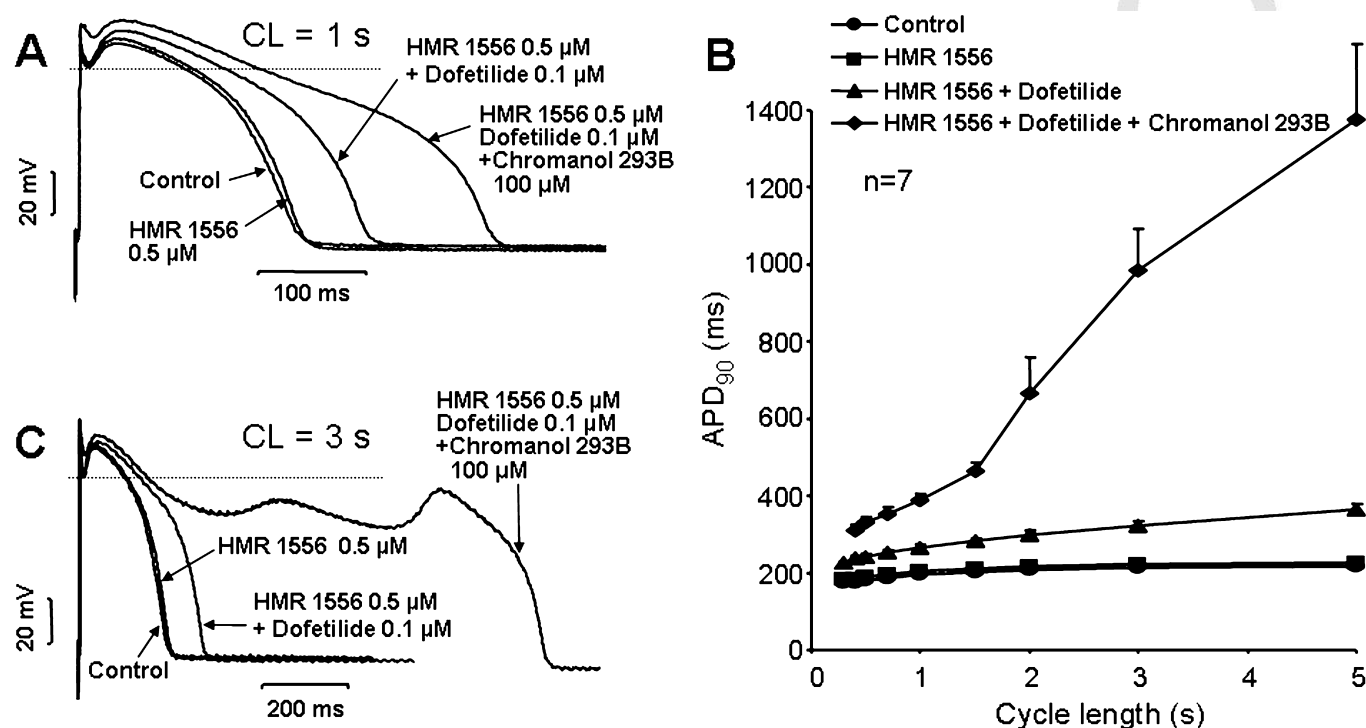 A
CL = 1 s
HMR 1556 0.5 µM
+ Dofetilide 0.1 µM
HMR 1556 0.5 µM
Dofetilide 0.1 µM
+Chromanol 293B
100 µM
Control
HMR 1556
0.5 µM
20 mV
100 ms
B
Control
HMR 1556
HMR 1556 + Dofetilide
HMR 1556 + Dofetilide + Chromanol 293B
n=7
APD90 (ms)
1400
1200
1000
800
600
400
200
0
0 1 2 3 4 5
Cycle length (s)
C
CL = 3 s
HMR 1556 0.5 µM
Dofetilide 0.1 µM
+Chromanol 293B
100 µM
HMR 1556 0.5 µM
HMR 1556 0.5 µM
+ Dofetilide 0.1 µM
Control
20 mV
200 ms